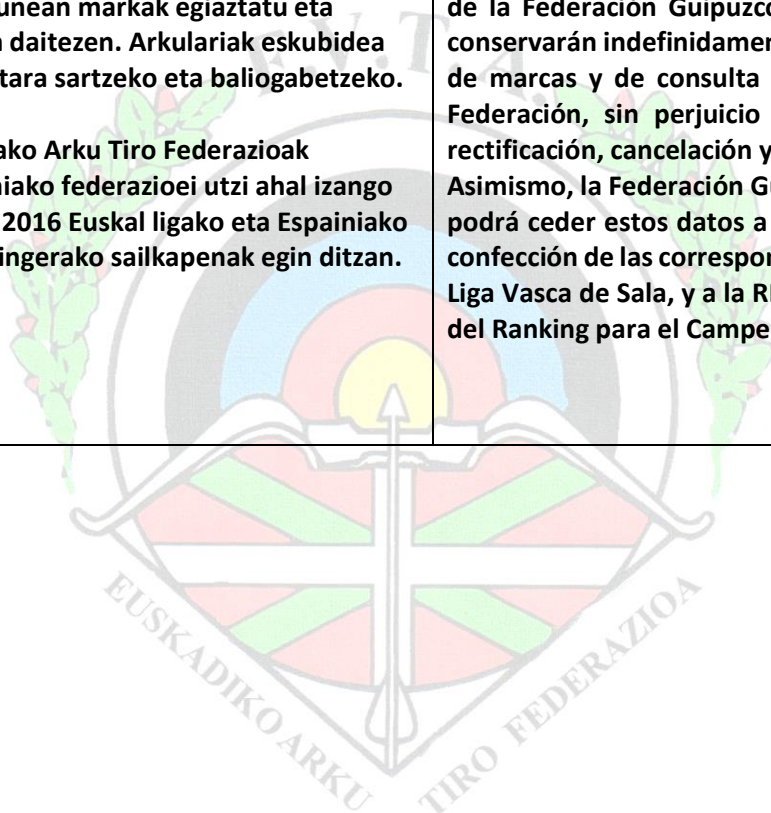 unean markak egiaztatu eta
daitezen. Arkulariak eskubidea
tara sartzeko eta baliogabetzeko.
ako Arku Tiro Federazioak
iako federazioei utzi ahal izango
2016 Euskal ligako eta Espainiako
ingerako sailkapenak egin ditzan.
de la Federación Guipuzco
conservarán indefinidamen
de marcas y de consulta
Federación, sin perjuicio
rectificación, cancelación y
Asimismo, la Federación Gu
podrá ceder estos datos a
confección de las correspon
Liga Vasca de Sala, y a la R
del Ranking para el Campe
E.V.T.A.
EUSKADIKO ARKU TIRO FEDERAZIOA